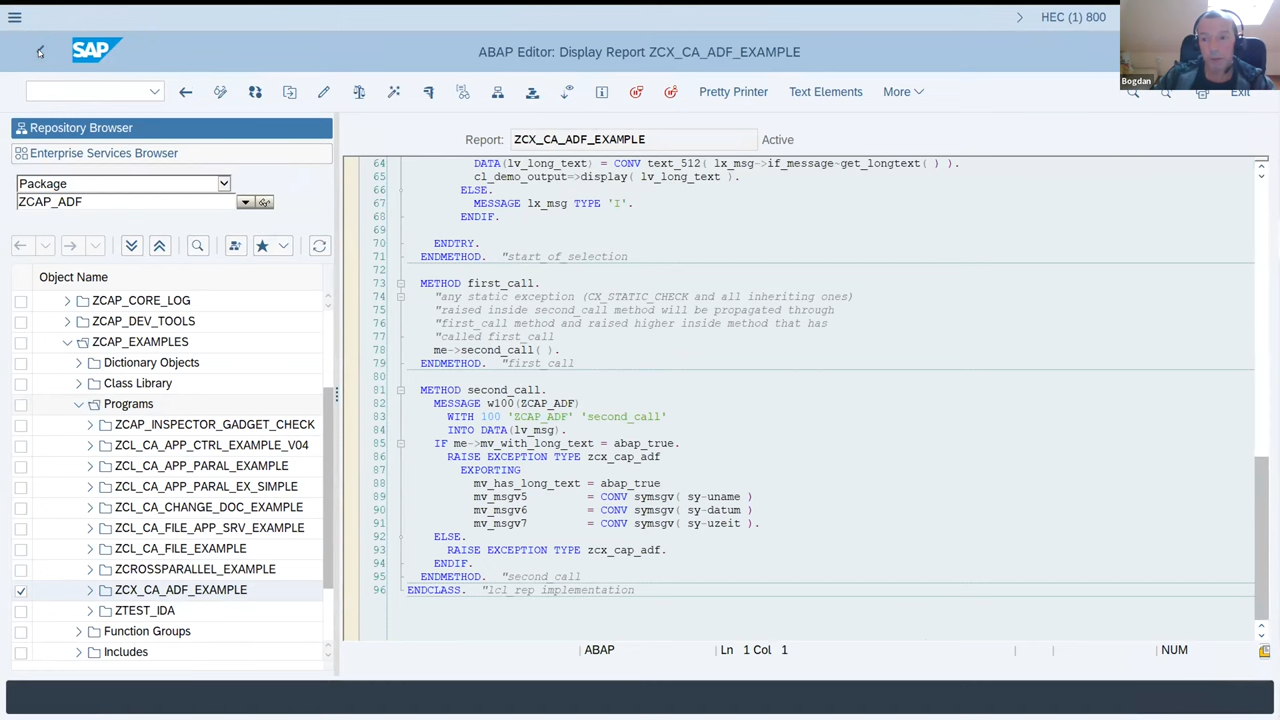 HEC (1) 800
SAP
ABAP Editor: Display Report ZCX_CA_ADF_EXAMPLE
Bogdan
Pretty Printer
Text Elements
More
Exit
Repository Browser
Enterprise Services Browser
Package
ZCAP_ADF
Object Name
ZCAP_CORE_LOG
ZCAP_DEV_TOOLS
ZCAP_EXAMPLES
Dictionary Objects
Class Library
Programs
ZCAP_INSPECTOR_GADGET_CHECK
ZCL_CA_APP_CTRL_EXAMPLE_V04
ZCL_CA_APP_PARAL_EXAMPLE
ZCL_CA_APP_PARAL_EX_SIMPLE
ZCL_CA_CHANGE_DOC_EXAMPLE
ZCL_CA_FILE_APP_SRV_EXAMPLE
ZCL_CA_FILE_EXAMPLE
ZCROSSPARALLEL_EXAMPLE
ZCX_CA_ADF_EXAMPLE
ZTEST_IDA
Function Groups
Includes
Report: ZCX_CA_ADF_EXAMPLE Active
64 DATA(lv_long_text) = CONV text_512( lx_msg->if_message~get_longtext( ) ).
65 cl_demo_output=>display( lv_long_text ).
66 ELSE.
67 MESSAGE lx_msg TYPE 'I'.
68 ENDIF.
69
70 ENDTRY.
71 ENDMETHOD. "start_of_selection
72
73 METHOD first_call.
74 "any static exception (CX_STATIC_CHECK and all inheriting ones)
75 "raised inside second_call method will be propagated through
76 "first_call method and raised higher inside method that has
77 "called first_call
78 me->second_call( ).
79 ENDMETHOD. "first_call
80
81 METHOD second_call.
82 MESSAGE w100(ZCAP_ADF)
83 WITH 100 'ZCAP_ADF' 'second_call'
84 INTO DATA(lv_msg).
85 IF me->mv_with_long_text = abap_true.
86 RAISE EXCEPTION TYPE zcx_cap_adf
87 EXPORTING
88 mv_has_long_text = abap_true
89 mv_msgv5 = CONV symsgv( sy-uname )
90 mv_msgv6 = CONV symsgv( sy-datum )
91 mv_msgv7 = CONV symsgv( sy-uzeit ).
92 ELSE.
93 RAISE EXCEPTION TYPE zcx_cap_adf.
94 ENDIF.
95 ENDMETHOD. "second_call
96 ENDCLASS. "lcl_rep implementation
ABAP
Ln 1 Col 1
NUM